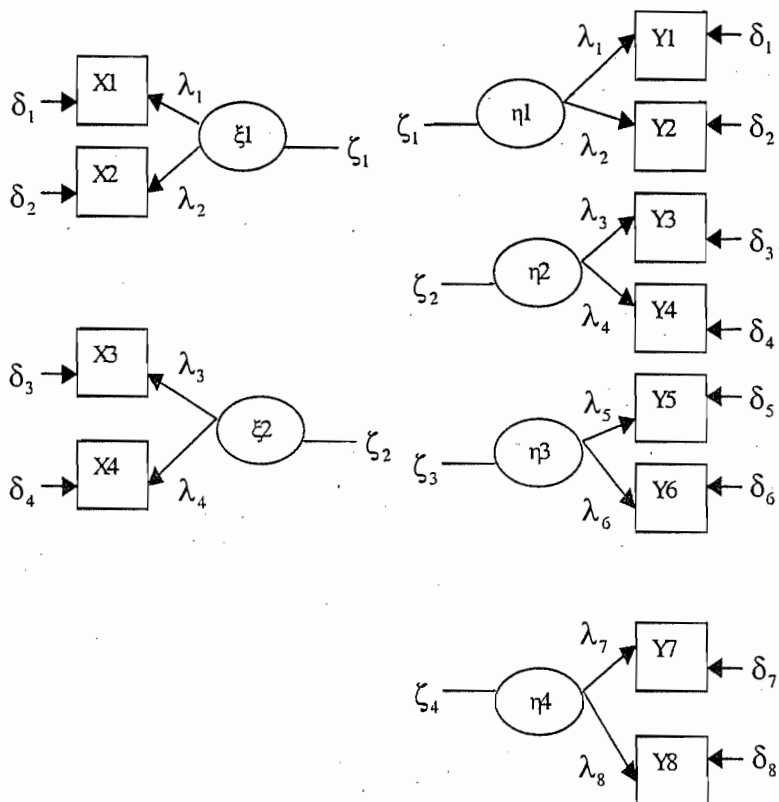 X1
λ₁
δ₁
ξ1
ζ₁
X2
λ₂
δ₂
X3
λ₃
δ₃
ξ2
ζ₂
X4
λ₄
δ₄
λ₁
Y1
δ₁
η1
ζ₁
Y2
δ₂
λ₂
λ₃
Y3
δ₃
η2
ζ₂
Y4
λ₄
δ₄
λ₅
Y5
δ₅
η3
ζ₃
Y6
δ₆
λ₆
λ₇
Y7
δ₇
ζ₄
η4
λ₈
Y8
δ₈